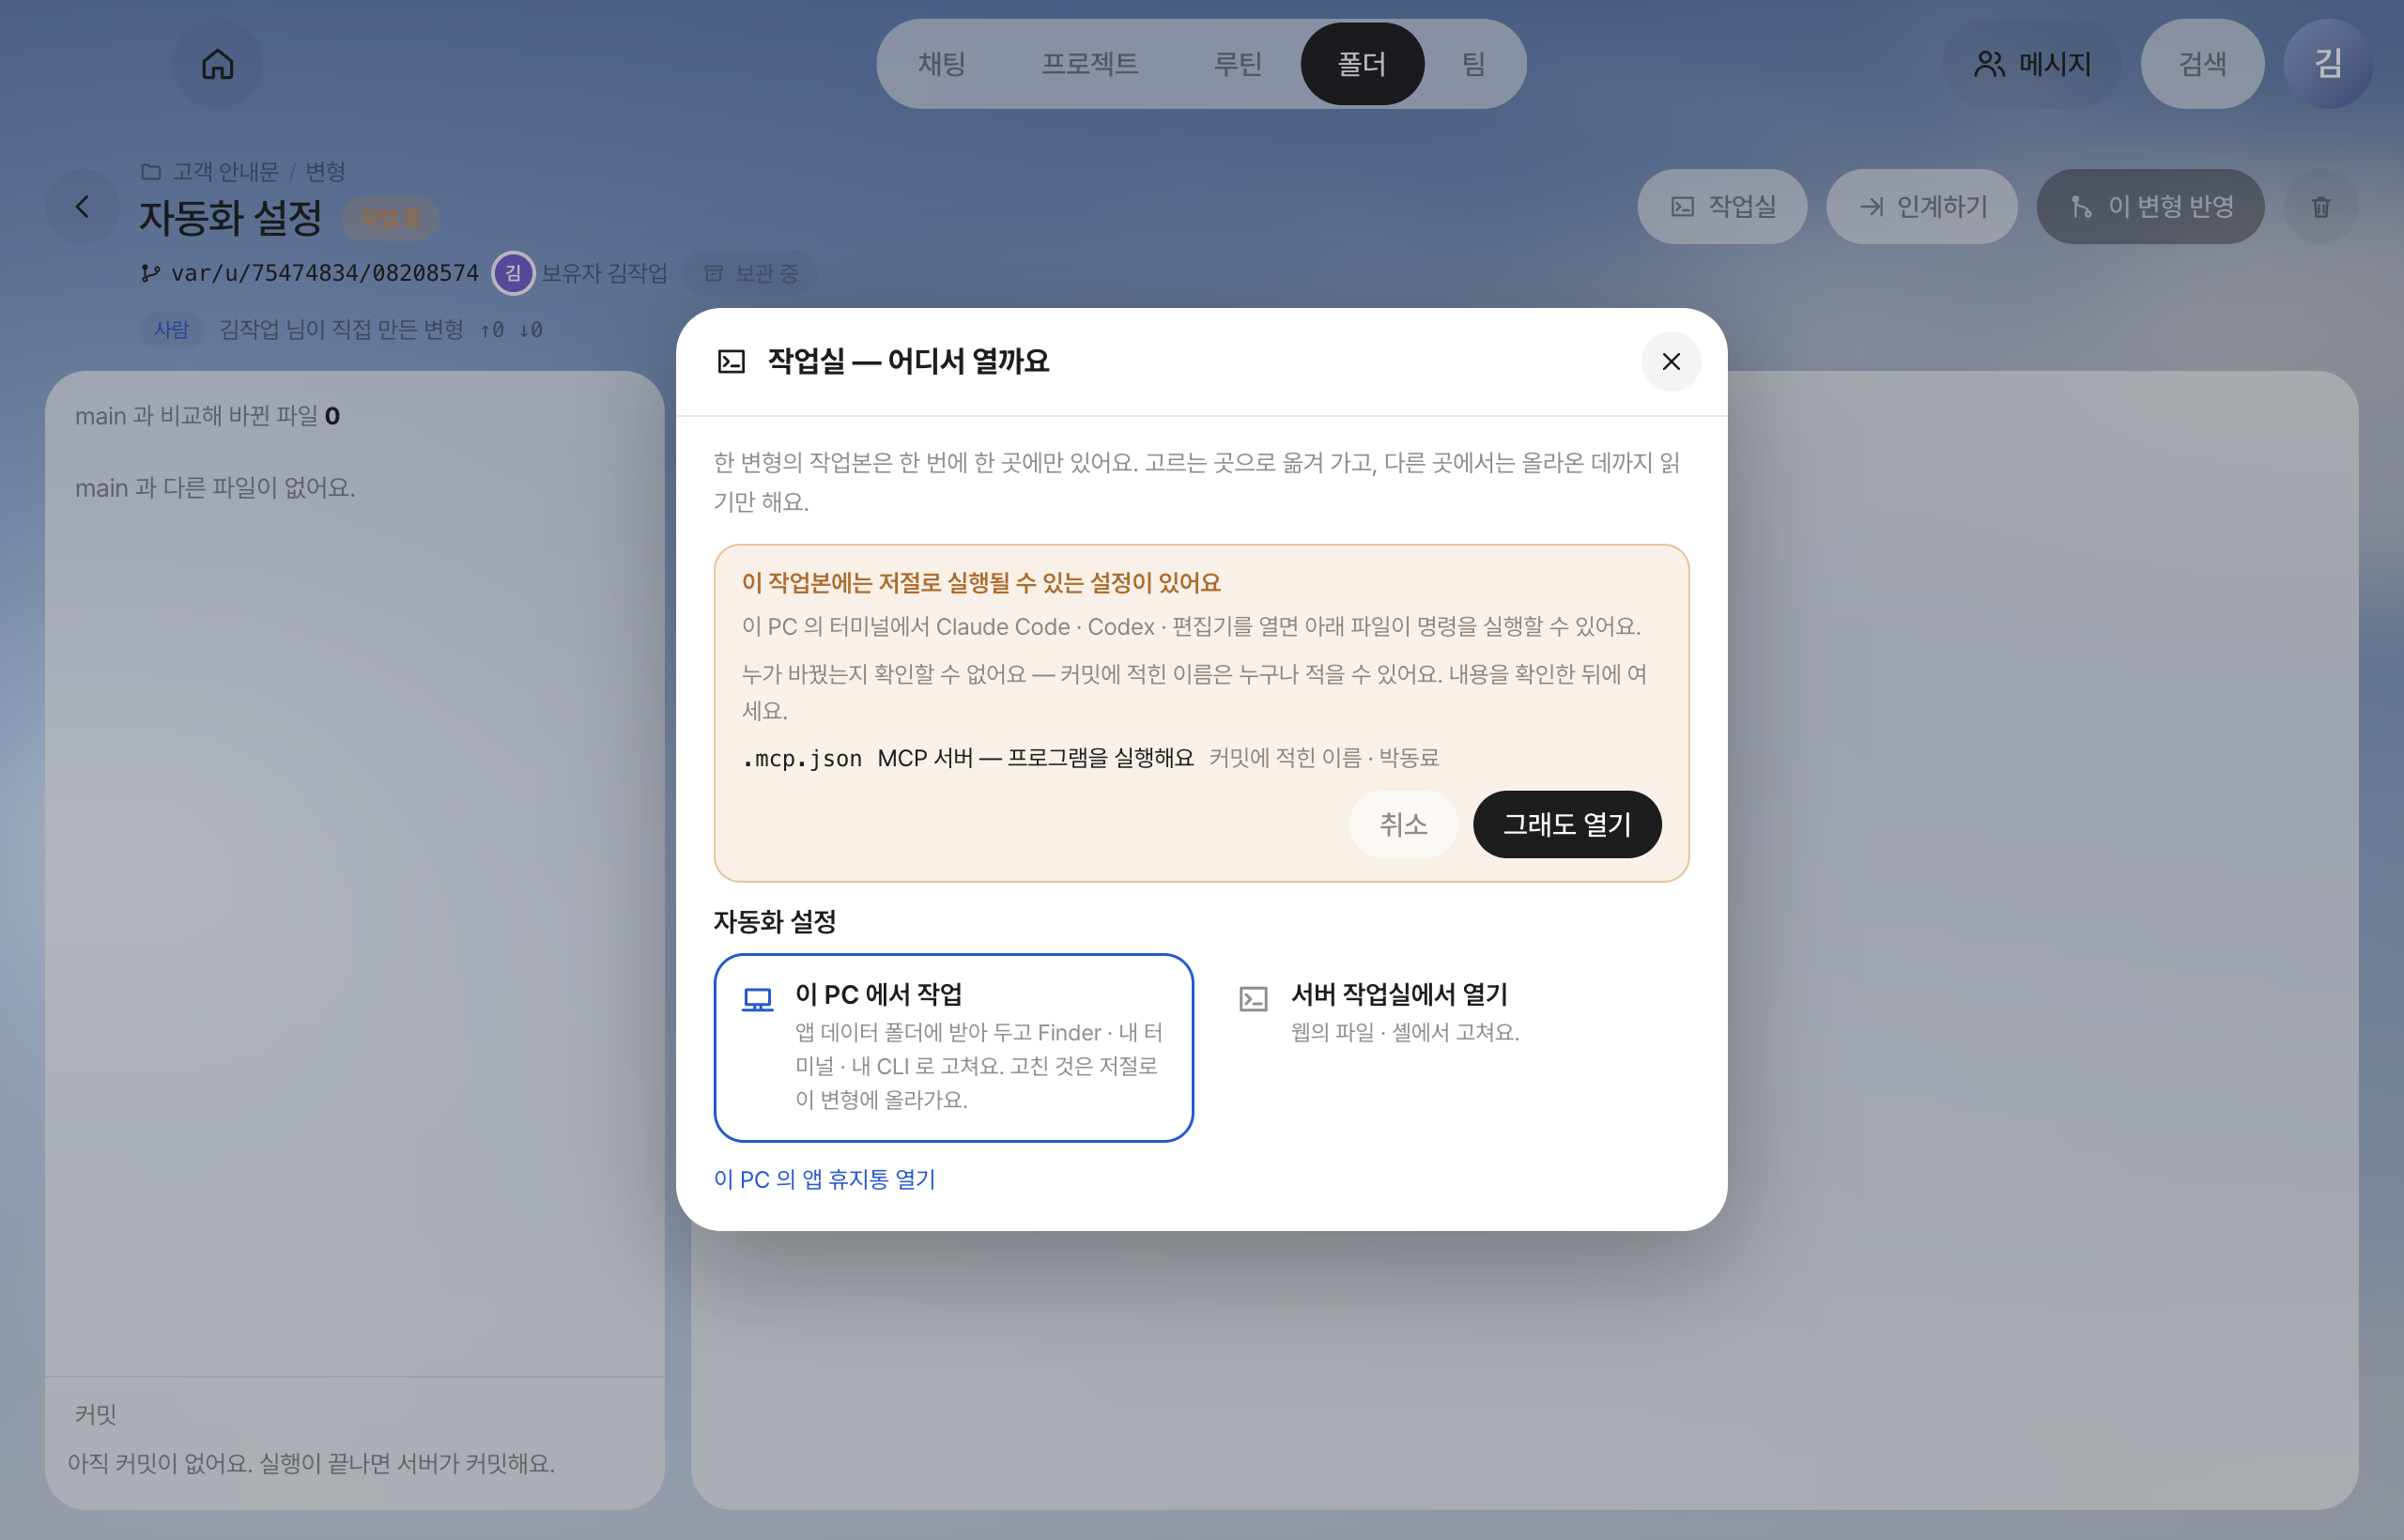 채팅 프로젝트 루틴 폴더 팀
메시지 검색 김
고객 안내문 / 변형
자동화 설정 작업 중
작업실 인계하기 이 변형 반영
var/u/75474834/08208574 김 보유자 김작업 보관 중
사람 김작업 님이 직접 만든 변형 ↑0 ↓0
main 과 비교해 바뀐 파일 0
main 과 다른 파일이 없어요.
커밋
아직 커밋이 없어요. 실행이 끝나면 서버가 커밋해요.
작업실 — 어디서 열까요
한 변형의 작업본은 한 번에 한 곳에만 있어요. 고르는 곳으로 옮겨 가고, 다른 곳에서는 올라온 데까지 읽
기만 해요.
이 작업본에는 저절로 실행될 수 있는 설정이 있어요
이 PC 의 터미널에서 Claude Code · Codex · 편집기를 열면 아래 파일이 명령을 실행할 수 있어요.
누가 바꿨는지 확인할 수 없어요 — 커밋에 적힌 이름은 누구나 적을 수 있어요. 내용을 확인한 뒤에 여
세요.
.mcp.json MCP 서버 — 프로그램을 실행해요 커밋에 적힌 이름 · 박동료
취소 그래도 열기
자동화 설정
이 PC 에서 작업
앱 데이터 폴더에 받아 두고 Finder · 내 터
미널 · 내 CLI 로 고쳐요. 고친 것은 저절로
이 변형에 올라가요.
서버 작업실에서 열기
웹의 파일 · 셸에서 고쳐요.
이 PC 의 앱 휴지통 열기